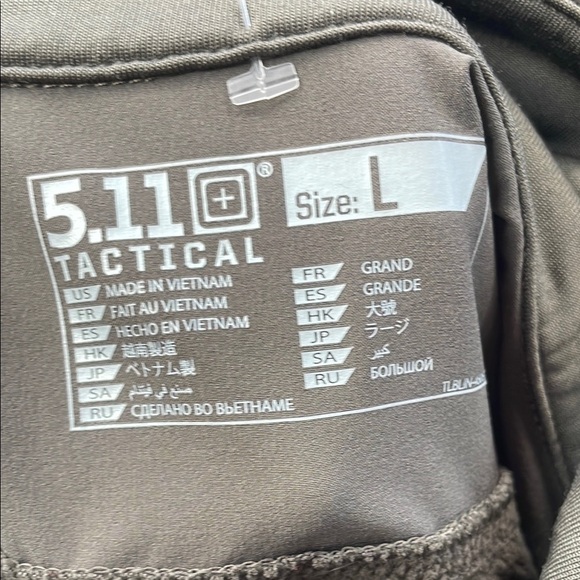 5.11 ®
TACTICAL
Size: L
US MADE IN VIETNAM
FR FAIT AU VIETNAM
ES HECHO EN VIETNAM
HK 越南製造
JP ベトナム製
SA صنع في فيتنام
RU СДЕЛАНО ВО ВЬЕТНАМЕ
FR GRAND
ES GRANDE
HK 大號
JP ラージ
SA كبير
RU БОЛЬШОЙ